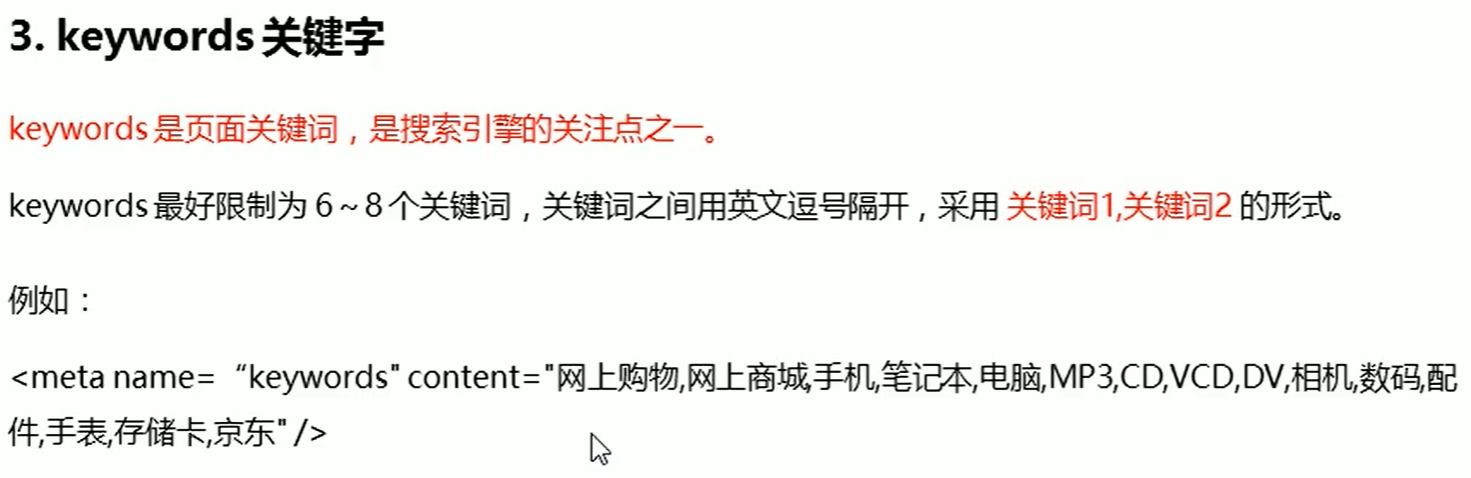 3. keywords 关键字
keywords 是页面关键词，是搜索引擎的关注点之一。
keywords 最好限制为 6～8 个关键词，关键词之间用英文逗号隔开，采用 关键词1,关键词2 的形式。
例如：
<meta name= “keywords" content="网上购物,网上商城,手机,笔记本,电脑,MP3,CD,VCD,DV,相机,数码,配
件,手表,存储卡,京东" />